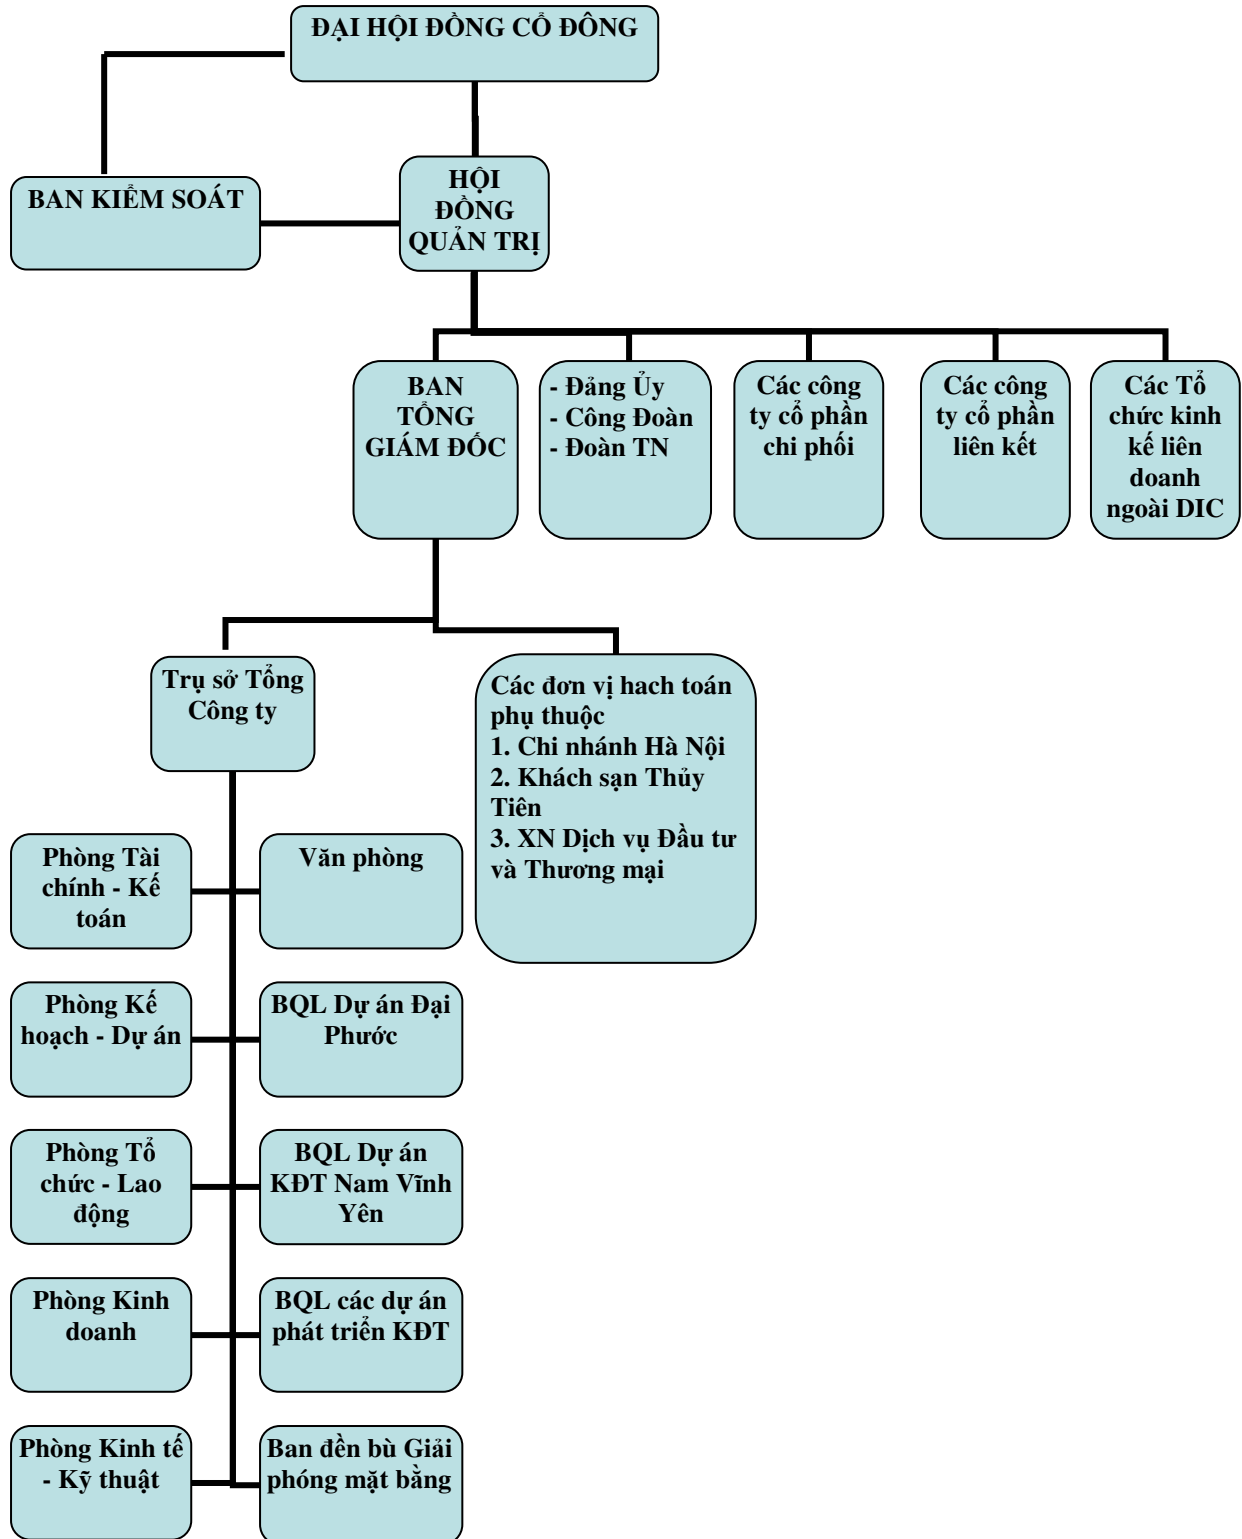 ĐẠI HỘI ĐỒNG CỔ ĐÔNG
BAN KIỂM SOÁT
HỘI
ĐỒNG
QUẢN TRỊ
BAN
TỔNG
GIÁM ĐỐC
- Đảng Ủy
- Công Đoàn
- Đoàn TN
Các công
ty cổ phần
chi phối
Các công
ty cổ phần
liên kết
Các Tổ
chức kinh
kế liên
doanh
ngoài DIC
Trụ sở Tổng
Công ty
Các đơn vị hach toán
phụ thuộc
1. Chi nhánh Hà Nội
2. Khách sạn Thủy
Tiên
3. XN Dịch vụ Đầu tư
và Thương mại
Phòng Tài
chính - Kế
toán
Văn phòng
Phòng Kế
hoạch - Dự án
BQL Dự án Đại
Phước
Phòng Tổ
chức - Lao
động
BQL Dự án
KĐT Nam Vĩnh
Yên
Phòng Kinh
doanh
BQL các dự án
phát triển KĐT
Phòng Kinh tế
- Kỹ thuật
Ban đền bù Giải
phóng mặt bằng